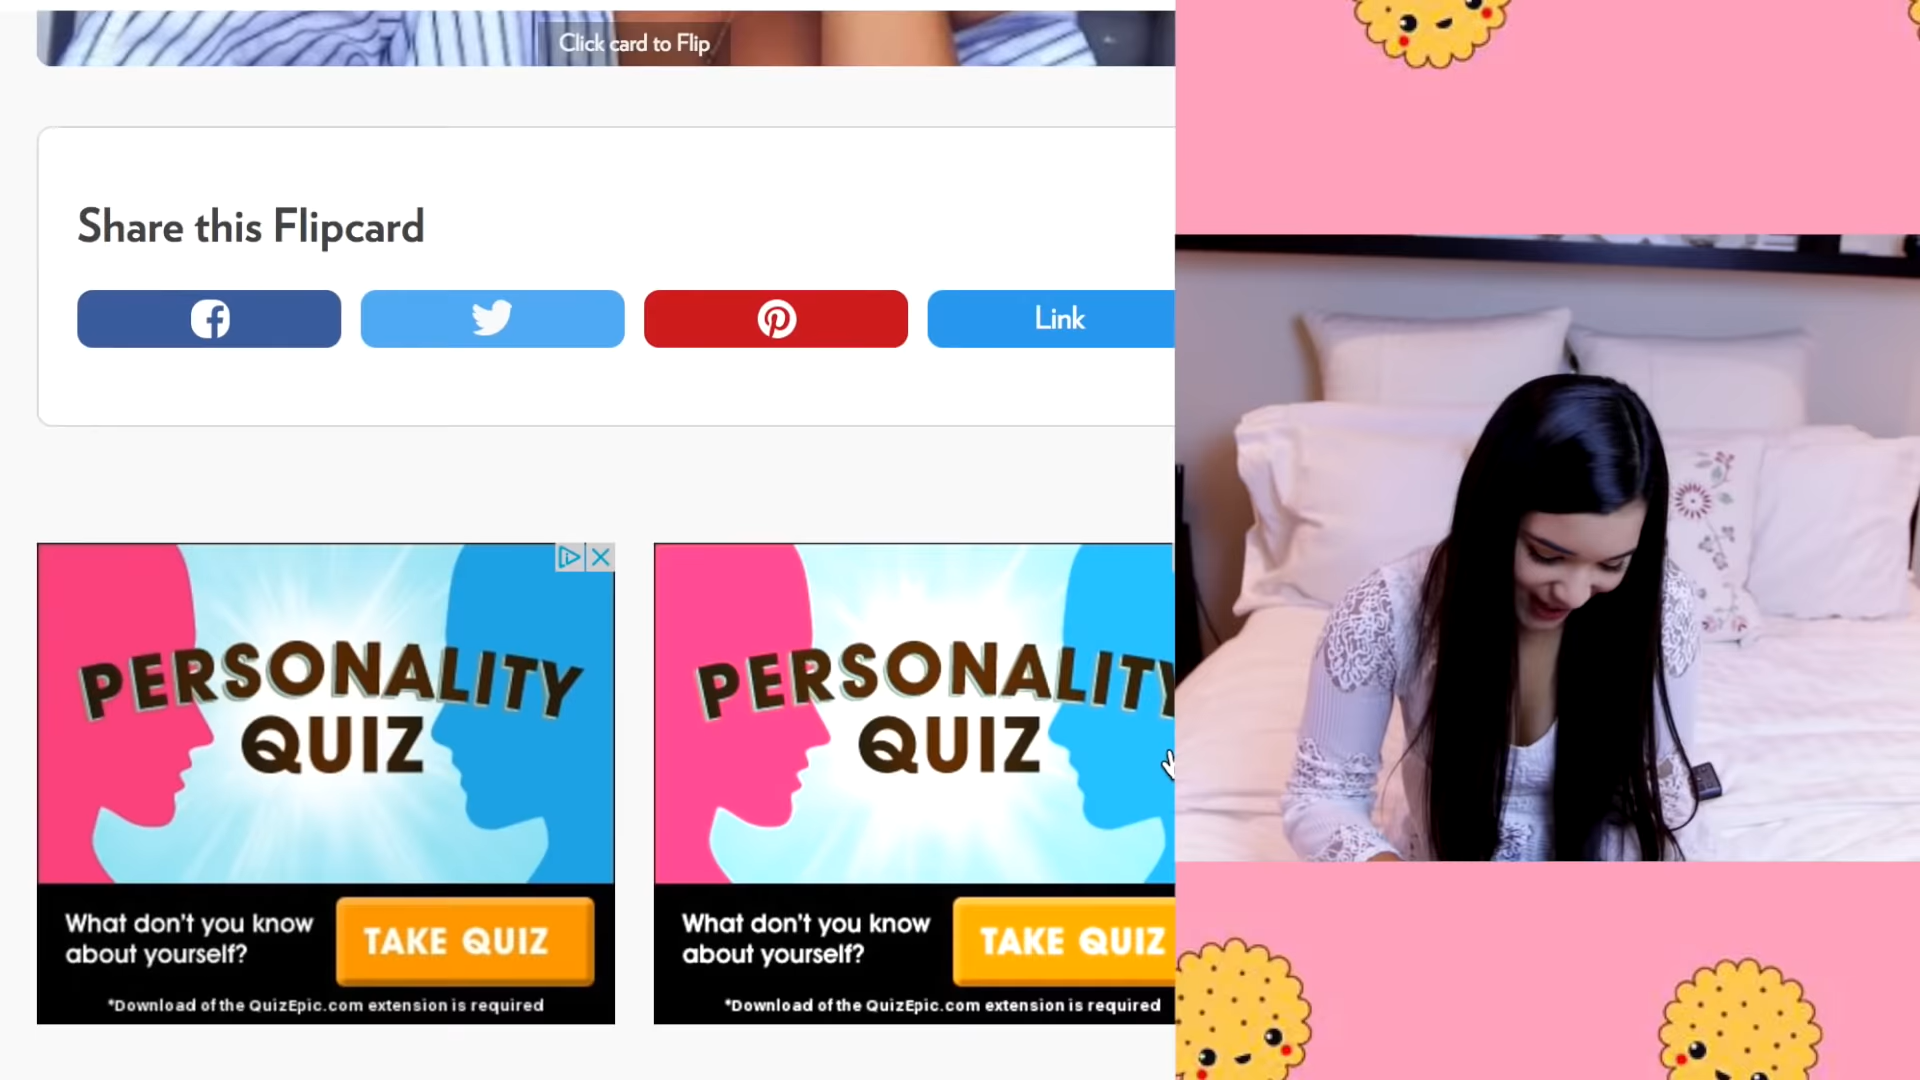 Click card to Flip
Share this Flipcard
Link
PERSONALITY
QUIZ
What don't you know
about yourself?
TAKE QUIZ
*Download of the QuizEpic.com extension is required
PERSONALITY
QUIZ
What don't you know
about yourself?
TAKE QUIZ
*Download of the QuizEpic.com extension is required